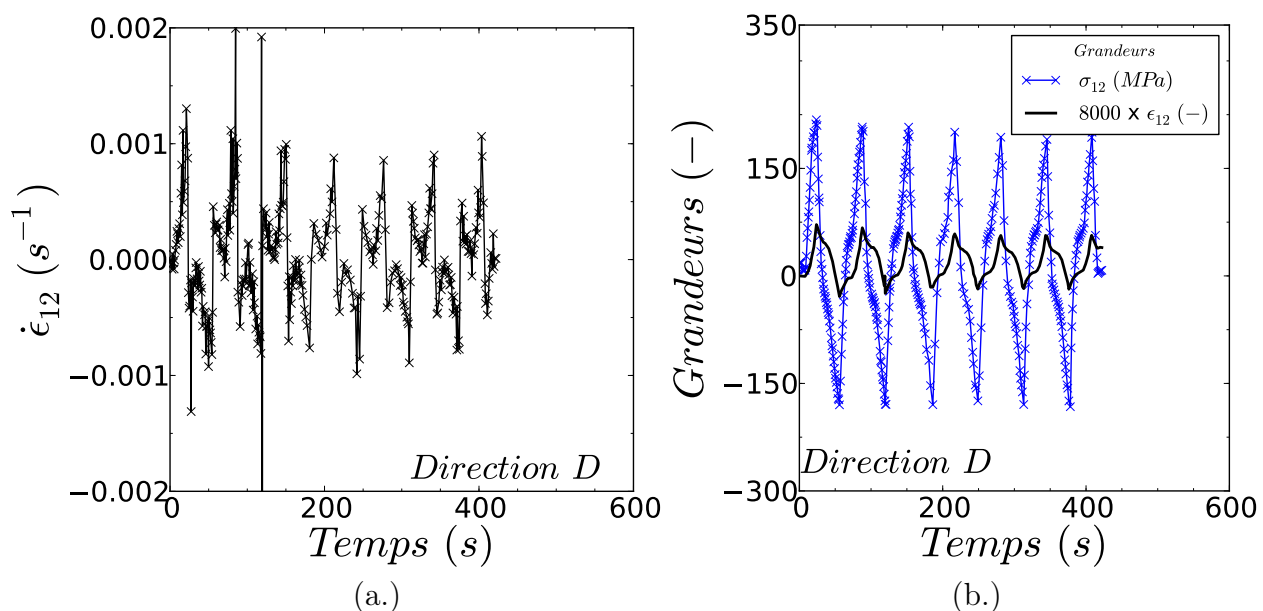 0.002
0.001
0.000
−0.001
−0.002
0
200
400
600
ϵ̇₁₂ (s⁻¹)
Temps (s)
Direction D
(a.)
350
150
0
−150
−300
0
200
400
600
Grandeurs (−)
Temps (s)
Direction D
Grandeurs
σ₁₂ (MPa)
8000 x ϵ₁₂ (−)
(b.)